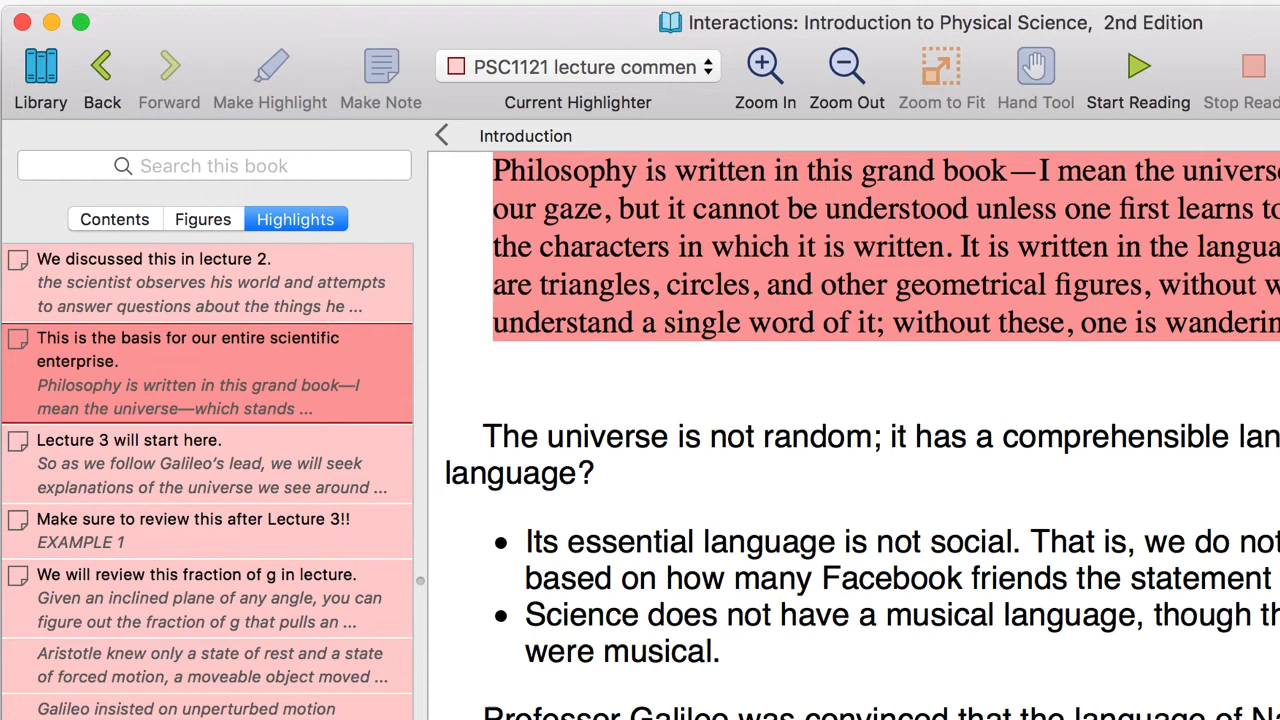 Interactions: Introduction to Physical Science,  2nd Edition
Library Back Forward Make Highlight Make Note PSC1121 lecture commen Current Highlighter Zoom In Zoom Out Zoom to Fit Hand Tool Start Reading Stop Read
Introduction
Search this book
Contents Figures Highlights
We discussed this in lecture 2.
the scientist observes his world and attempts
to answer questions about the things he ...
This is the basis for our entire scientific
enterprise.
Philosophy is written in this grand book—I
mean the universe—which stands ...
Lecture 3 will start here.
So as we follow Galileo's lead, we will seek
explanations of the universe we see around ...
Make sure to review this after Lecture 3!!
EXAMPLE 1
We will review this fraction of g in lecture.
Given an inclined plane of any angle, you can
figure out the fraction of g that pulls an ...
Aristotle knew only a state of rest and a state
of forced motion, a moveable object moved ...
Galileo insisted on unperturbed motion
Philosophy is written in this grand book—I mean the univers
our gaze, but it cannot be understood unless one first learns to
the characters in which it is written. It is written in the langua
are triangles, circles, and other geometrical figures, without w
understand a single word of it; without these, one is wanderin
The universe is not random; it has a comprehensible lan
language?
• Its essential language is not social. That is, we do not
based on how many Facebook friends the statement
• Science does not have a musical language, though th
were musical.
Professor Galileo was convinced that the language of Na